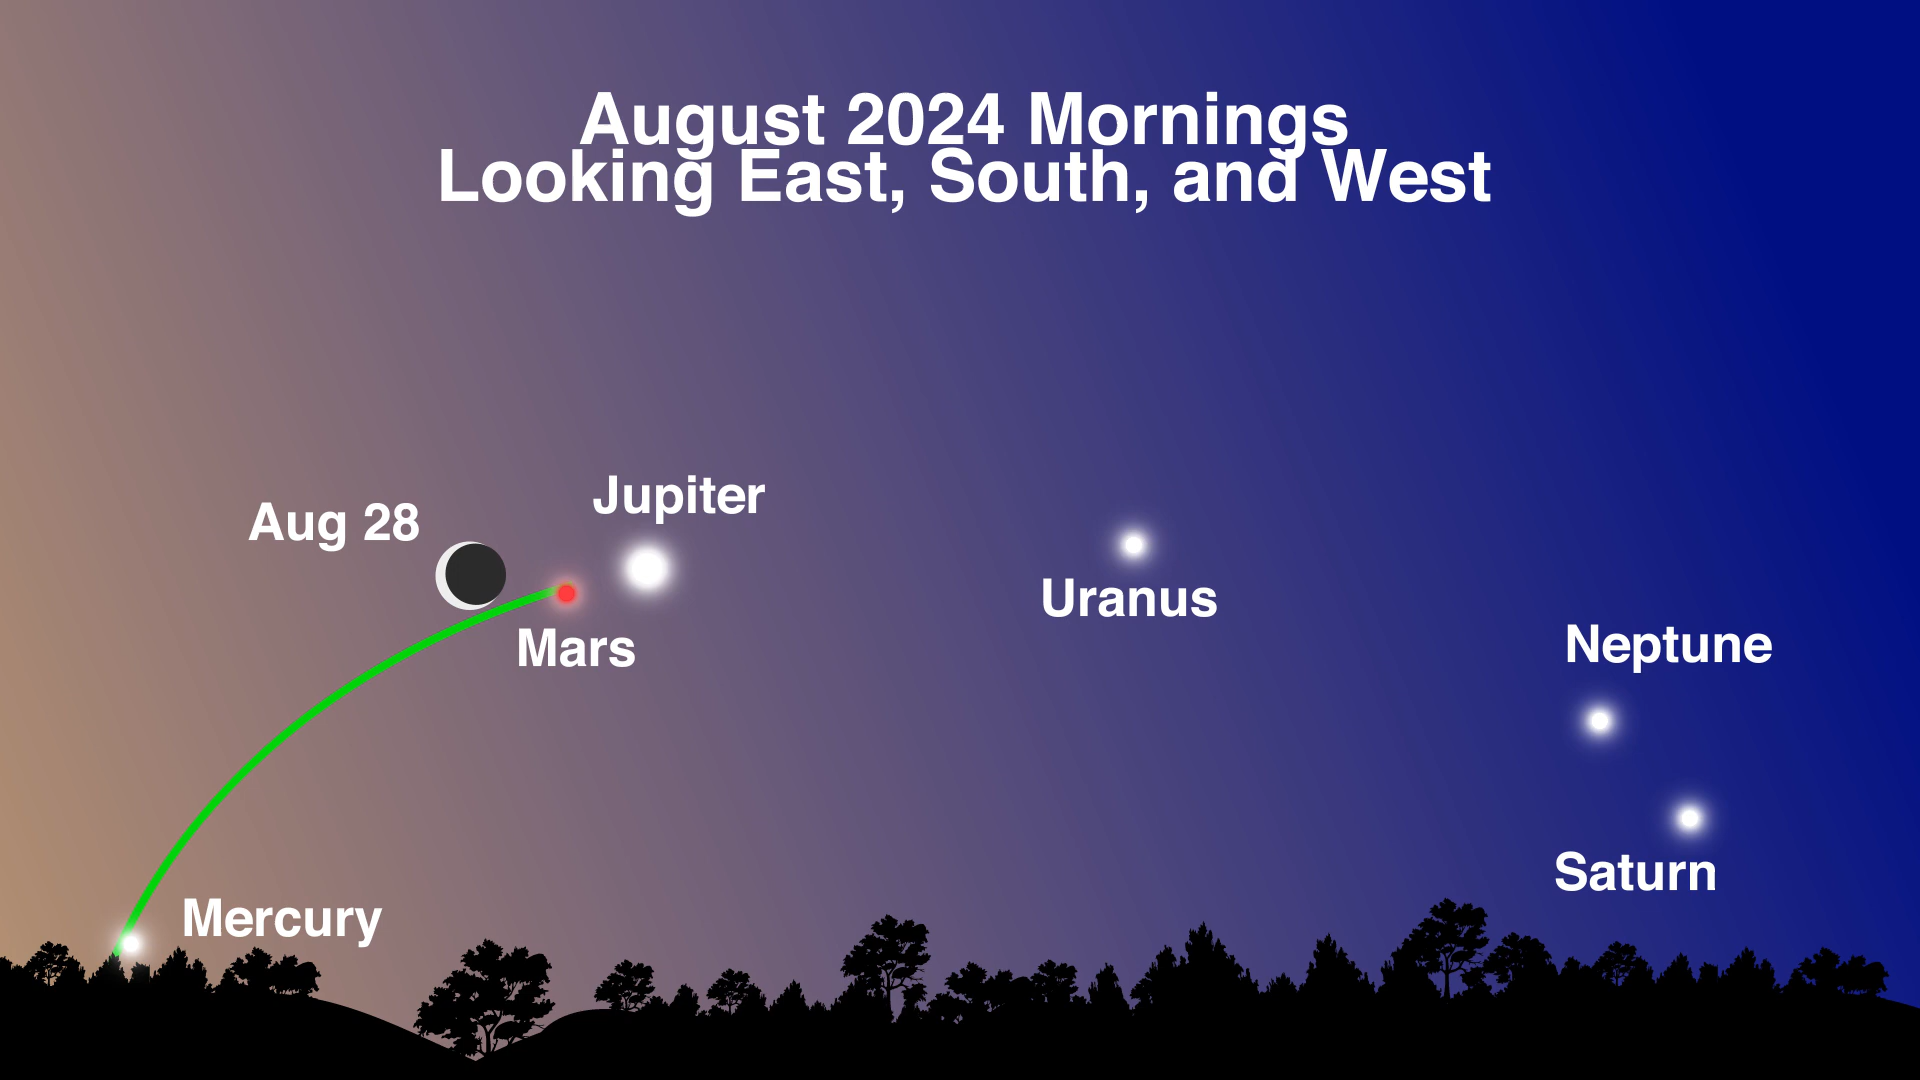 August 2024 Mornings
Looking East, South, and West
Jupiter
Aug 28
Uranus
Mars
Neptune
Saturn
Mercury